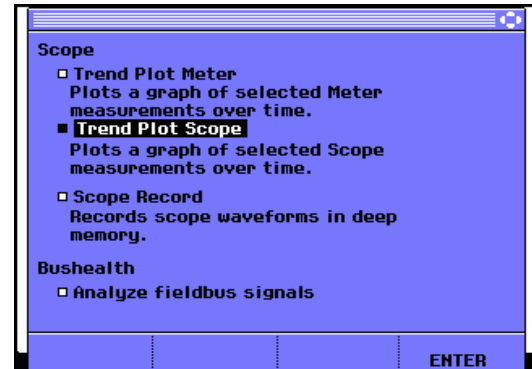 Scope
Trend Plot Meter
Plots a graph of selected Meter
measurements over time.
Trend Plot Scope
Plots a graph of selected Scope
measurements over time.
Scope Record
Records scope waveforms in deep
memory.
Bushealth
Analyze fieldbus signals
ENTER